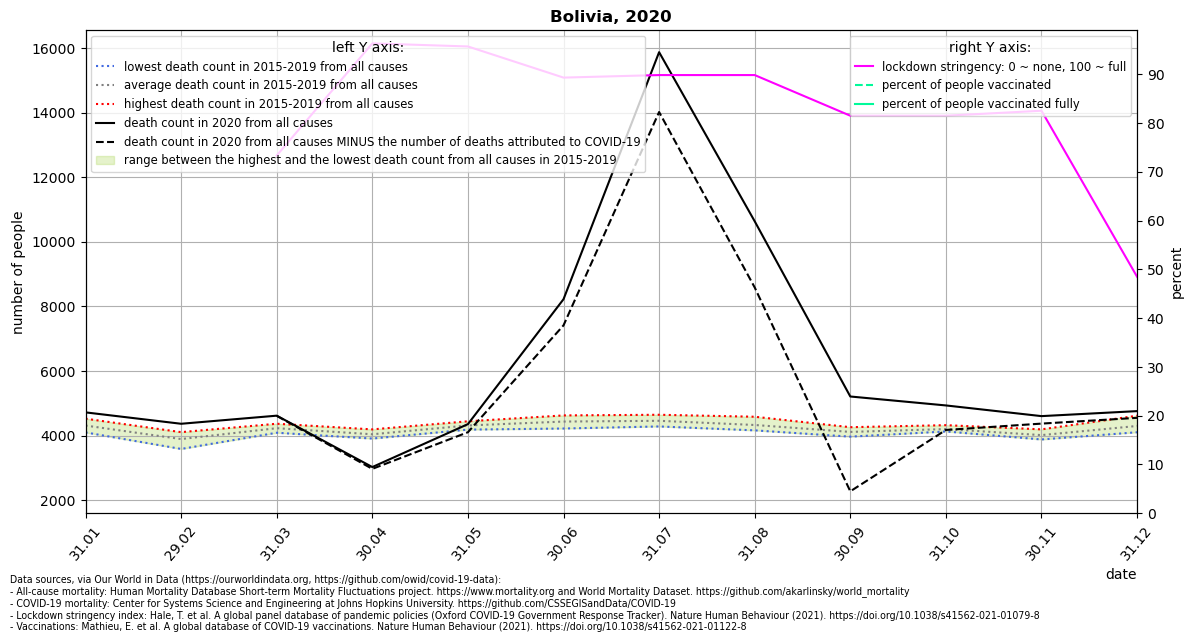 Bolivia, 2020
left Y axis:
lowest death count in 2015-2019 from all causes
average death count in 2015-2019 from all causes
highest death count in 2015-2019 from all causes
death count in 2020 from all causes
death count in 2020 from all causes MINUS the number of deaths attributed to COVID-19
range between the highest and the lowest death count from all causes in 2015-2019
right Y axis:
lockdown stringency: 0 ~ none, 100 ~ full
percent of people vaccinated
percent of people vaccinated fully
number of people
16000
14000
12000
10000
8000
6000
4000
2000
percent
90
80
70
60
50
40
30
20
10
0
31.01
29.02
31.03
30.04
31.05
30.06
31.07
31.08
30.09
31.10
30.11
31.12
date
Data sources, via Our World in Data (https://ourworldindata.org, https://github.com/owid/covid-19-data):
- All-cause mortality: Human Mortality Database Short-term Mortality Fluctuations project. https://www.mortality.org and World Mortality Dataset. https://github.com/akarlinsky/world_mortality
- COVID-19 mortality: Center for Systems Science and Engineering at Johns Hopkins University. https://github.com/CSSEGISandData/COVID-19
- Lockdown stringency index: Hale, T. et al. A global panel database of pandemic policies (Oxford COVID-19 Government Response Tracker). Nature Human Behaviour (2021). https://doi.org/10.1038/s41562-021-01079-8
- Vaccinations: Mathieu, E. et al. A global database of COVID-19 vaccinations. Nature Human Behaviour (2021). https://doi.org/10.1038/s41562-021-01122-8